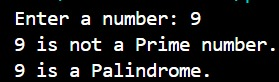 Enter a number: 9
9 is not a Prime number.
9 is a Palindrome.